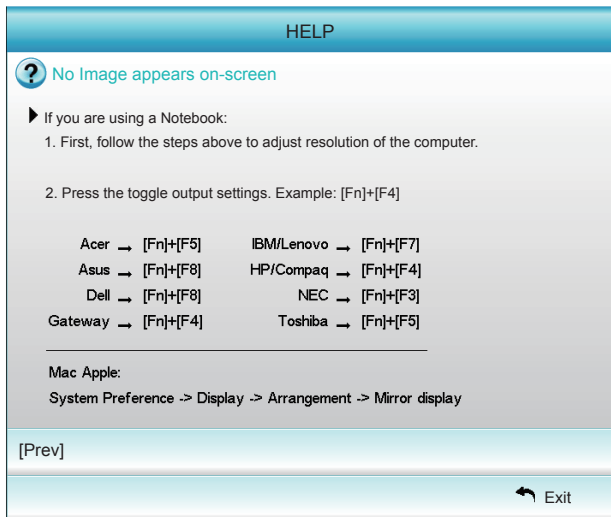 HELP
? No Image appears on-screen
If you are using a Notebook:
1. First, follow the steps above to adjust resolution of the computer.
2. Press the toggle output settings. Example: [Fn]+[F4]
Acer → [Fn]+[F5] IBM/Lenovo → [Fn]+[F7]
Asus → [Fn]+[F8] HP/Compaq → [Fn]+[F4]
Dell → [Fn]+[F8] NEC → [Fn]+[F3]
Gateway → [Fn]+[F4] Toshiba → [Fn]+[F5]
Mac Apple:
System Preference -> Display -> Arrangement -> Mirror display
[Prev]
Exit